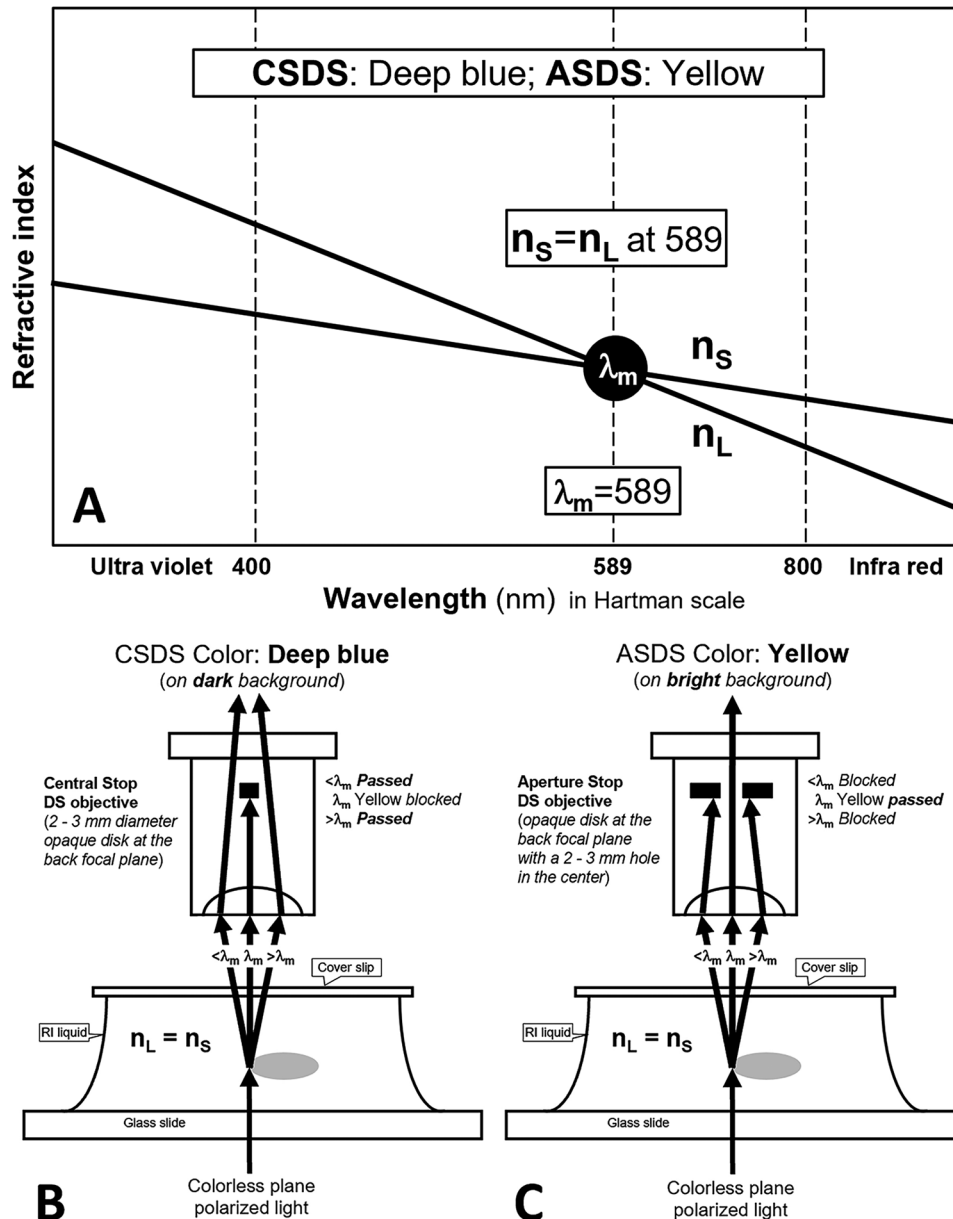 CSDS: Deep blue; ASDS: Yellow
Refractive index
nS=nL at 589
λm
nS
nL
λm=589
A
Ultra violet 400 589 800 Infra red
Wavelength (nm) in Hartman scale
CSDS Color: Deep blue
(on dark background)
Central Stop
DS objective
(2 - 3 mm diameter
opaque disk at the
back focal plane)
<λm Passed
λm Yellow blocked
>λm Passed
<λm λm >λm
Cover slip
RI liquid
nL = nS
Glass slide
B
Colorless plane
polarized light
ASDS Color: Yellow
(on bright background)
Aperture Stop
DS objective
(opaque disk at the
back focal plane
with a 2 - 3 mm hole
in the center)
<λm Blocked
λm Yellow passed
>λm Blocked
<λm λm >λm
Cover slip
RI liquid
nL = nS
Glass slide
C
Colorless plane
polarized light